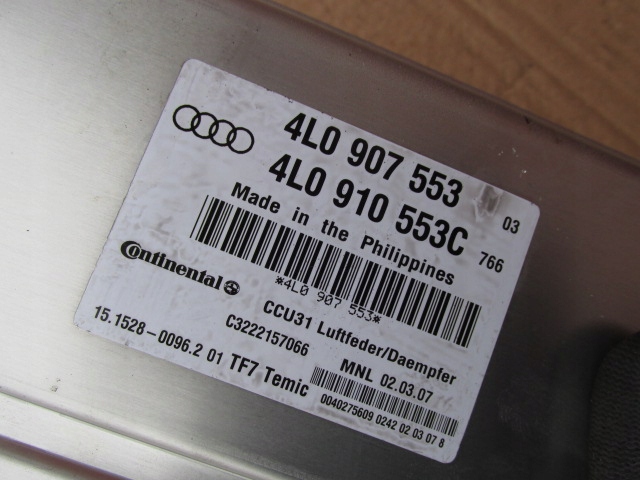 4L0 907 553 03
4L0 910 553C 766
Made in the Philippines
*4L0 907 553*
Continental
CCU31 Luftfeder/Daempfer
C3222157066
MNL 02.03.07
15.1528-0096.2 01 TF7 Temic
0040275609 0242 02 03 07 8